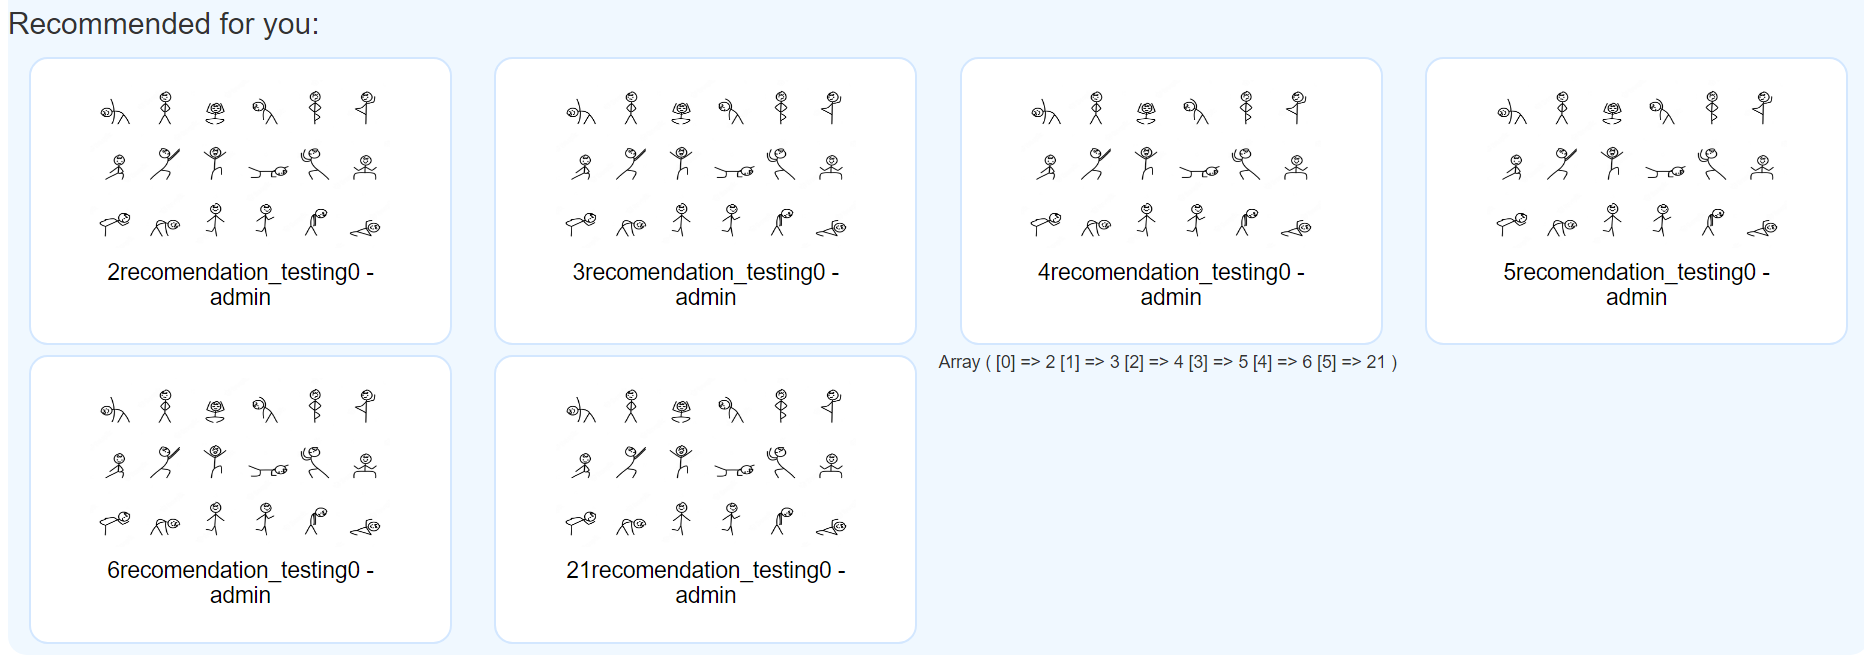 Recommended for you:
2recomendation_testing0 -
admin
3recomendation_testing0 -
admin
4recomendation_testing0 -
admin
5recomendation_testing0 -
admin
6recomendation_testing0 -
admin
21recomendation_testing0 -
admin
Array ( [0] => 2 [1] => 3 [2] => 4 [3] => 5 [4] => 6 [5] => 21 )